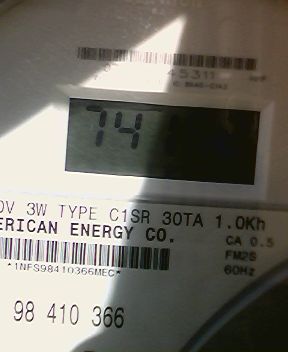 45311
74
0V 3W TYPE C1SR 30TA 1.0Kh
ERICAN ENERGY CO.
CA 0.5
*1NFS98410366MEC*
FM2S
60Hz
98 410 366